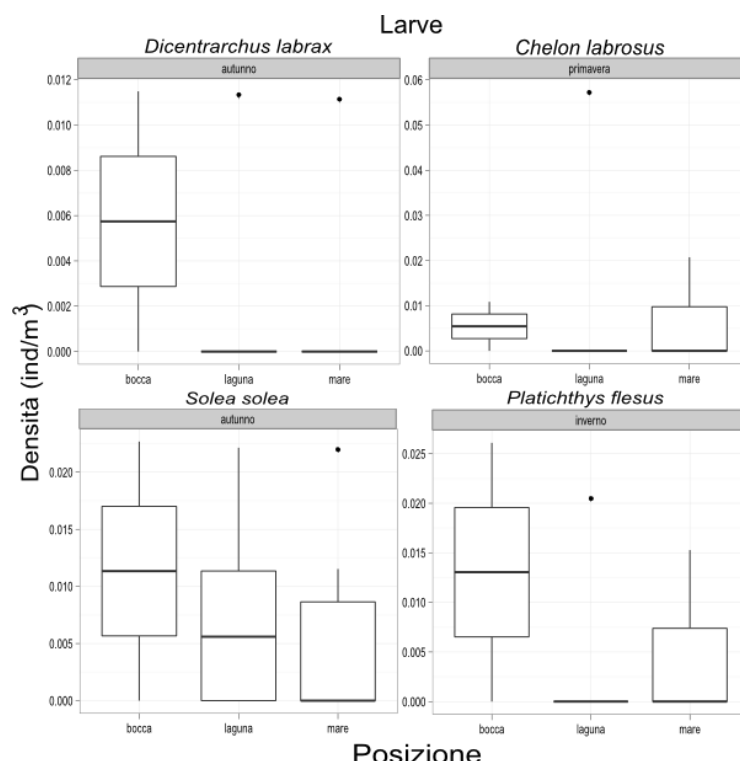 Larve
Dicentrarchus labrax
Chelon labrosus
autunno
primavera
0.012
0.010
0.008
0.006
0.004
0.002
0.000
0.06
0.05
0.04
0.03
0.02
0.01
0.00
bocca laguna mare
bocca laguna mare
Densità (ind/m³)
Solea solea
Platichthys flesus
autunno
inverno
0.020
0.015
0.010
0.005
0.000
0.025
0.020
0.015
0.010
0.005
0.000
bocca laguna mare
bocca laguna mare
Posizione